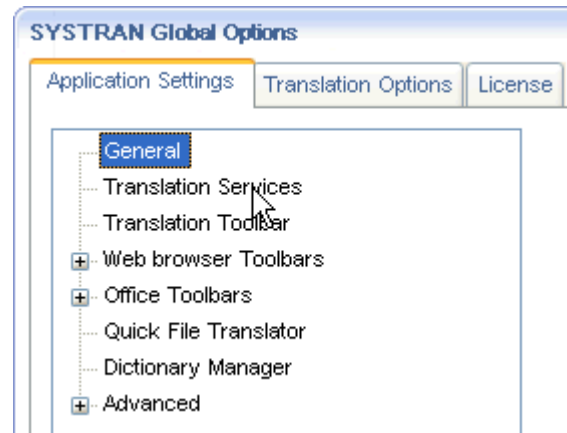 SYSTRAN Global Options
Application Settings Translation Options License
General
Translation Services
Translation Toolbar
Web browser Toolbars
Office Toolbars
Quick File Translator
Dictionary Manager
Advanced